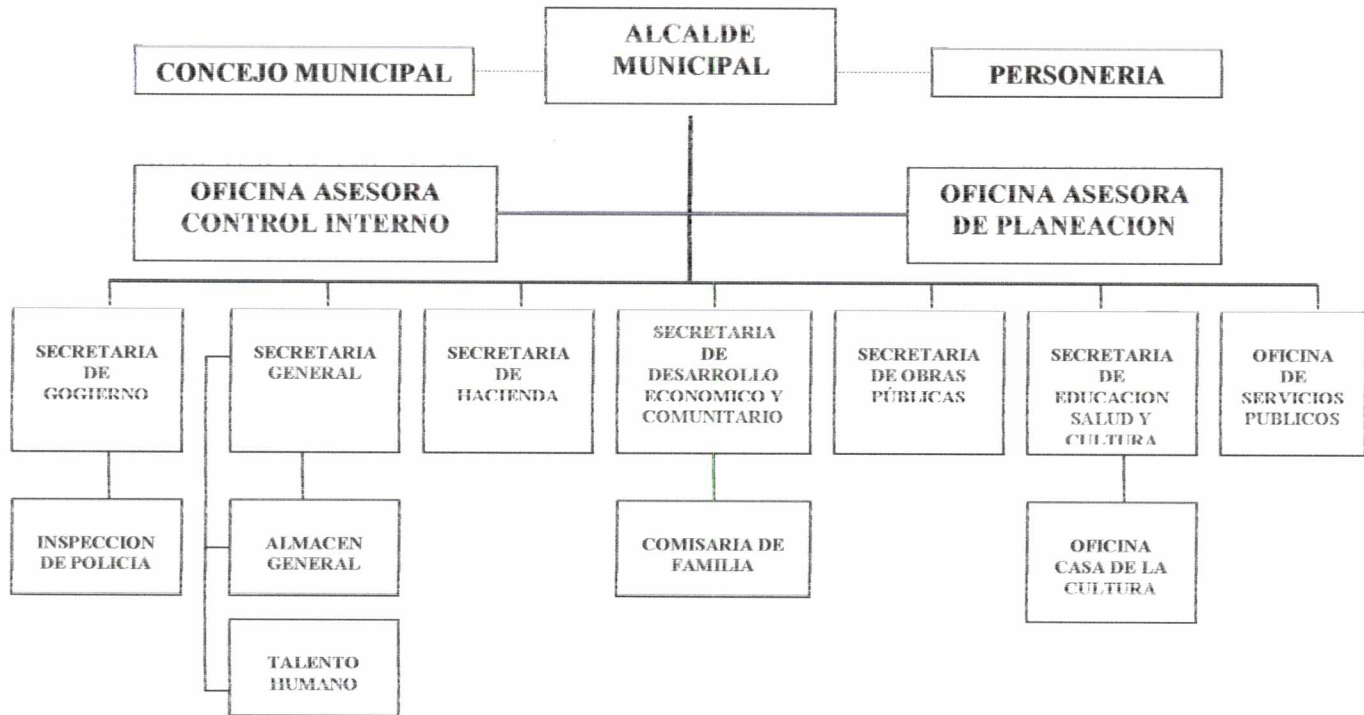 ALCALDE
MUNICIPAL
CONCEJO MUNICIPAL
PERSONERIA
OFICINA ASESORA
CONTROL INTERNO
OFICINA ASESORA
DE PLANEACION
SECRETARIA
DE
GOGIERNO
SECRETARIA
GENERAL
SECRETARIA
DE
HACIENDA
SECRETARIA
DE
DESARROLLO
ECONOMICO Y
COMUNITARIO
SECRETARIA
DE OBRAS
PÚBLICAS
SECRETARIA
DE
EDUCACION
SALUD Y
CULTURA
OFICINA
DE
SERVICIOS
PUBLICOS
INSPECCION
DE POLICIA
ALMACEN
GENERAL
COMISARIA DE
FAMILIA
OFICINA
CASA DE LA
CULTURA
TALENTO
HUMANO